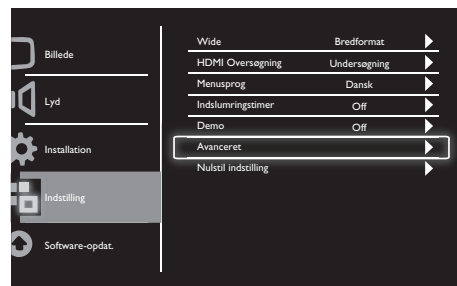 Billede
Lyd
Installation
Indstilling
Software-opdat.
Wide Bredformat
HDMI Oversøgning Undersøgning
Menusprog Dansk
Indslumringstimer Off
Demo Off
Avanceret
Nulstil indstilling